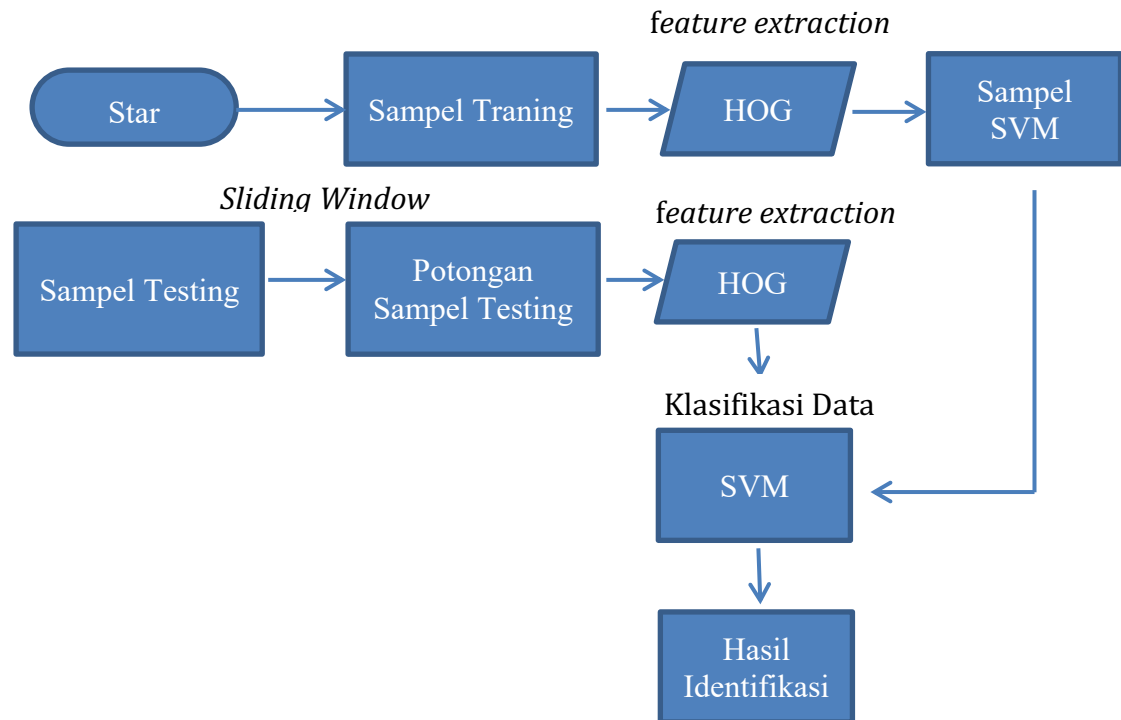 feature extraction
Star
Sampel Traning
HOG
Sampel
SVM
Sliding Window
feature extraction
Sampel Testing
Potongan
Sampel Testing
HOG
Klasifikasi Data
SVM
Hasil
Identifikasi